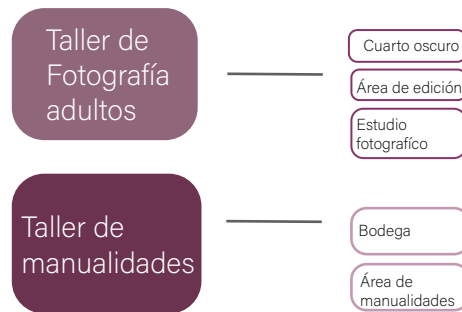 Taller de
Fotografía
adultos
Cuarto oscuro
Área de edición
Estudio
fotografíco
Taller de
manualidades
Bodega
Área de
manualidades